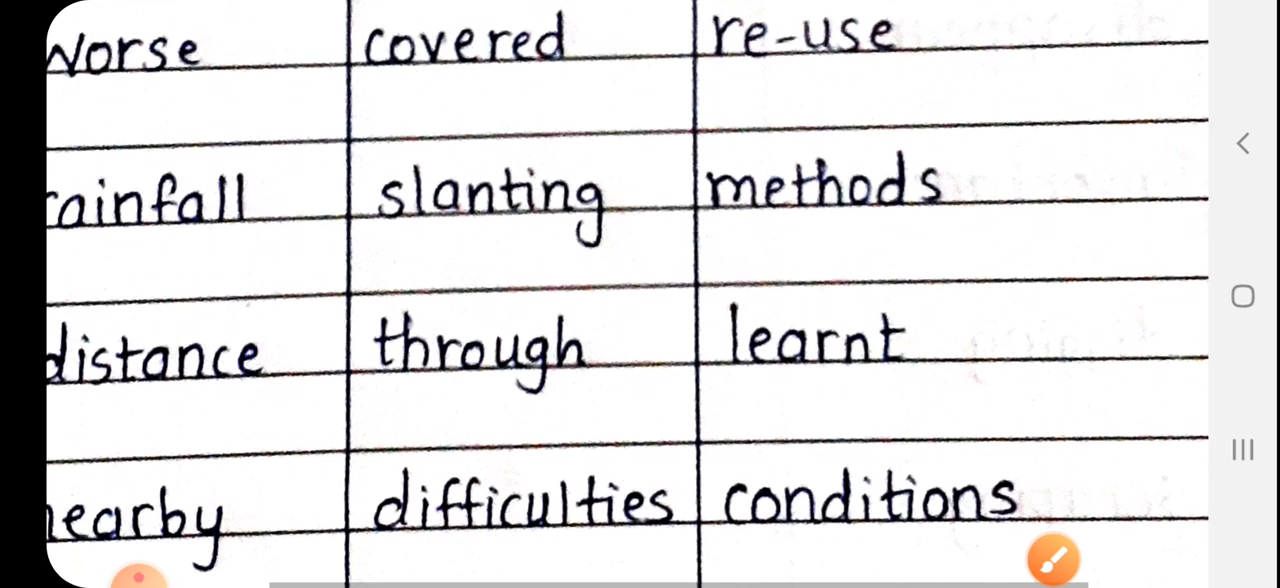 worse covered re-use
rainfall slanting methods
distance through learnt
nearby difficulties conditions